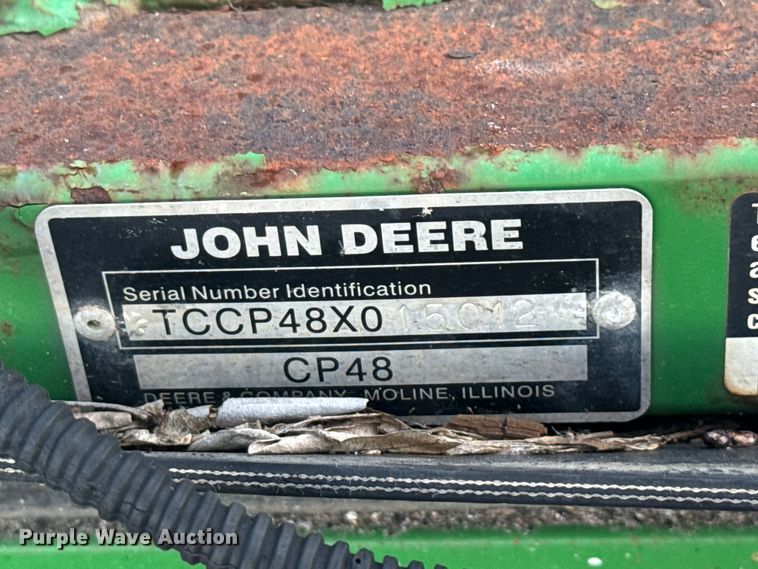 JOHN DEERE
Serial Number Identification
*TCCP48X015012*
CP48
DEERE & COMPANY MOLINE, ILLINOIS
Purple Wave Auction